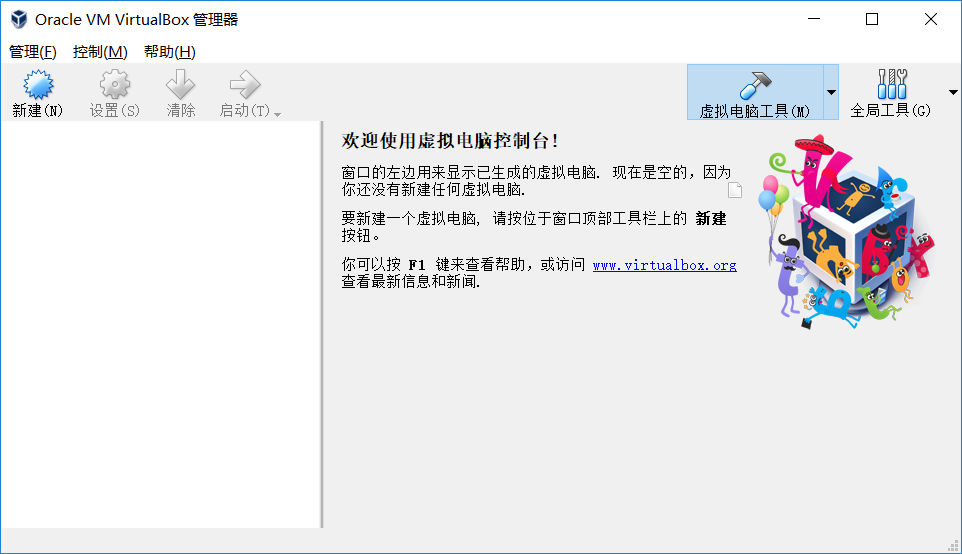 Oracle VM VirtualBox 管理器
管理(F) 控制(M) 帮助(H)
新建(N) 设置(S) 清除 启动(T) 虚拟电脑工具(M) 全局工具(G)
欢迎使用虚拟电脑控制台!
窗口的左边用来显示已生成的虚拟电脑. 现在是空的, 因为
你还没有新建任何虚拟电脑.
要新建一个虚拟电脑, 请按位于窗口顶部工具栏上的 新建
按钮。
你可以按 F1 键来查看帮助, 或访问 www.virtualbox.org
查看最新信息和新闻.